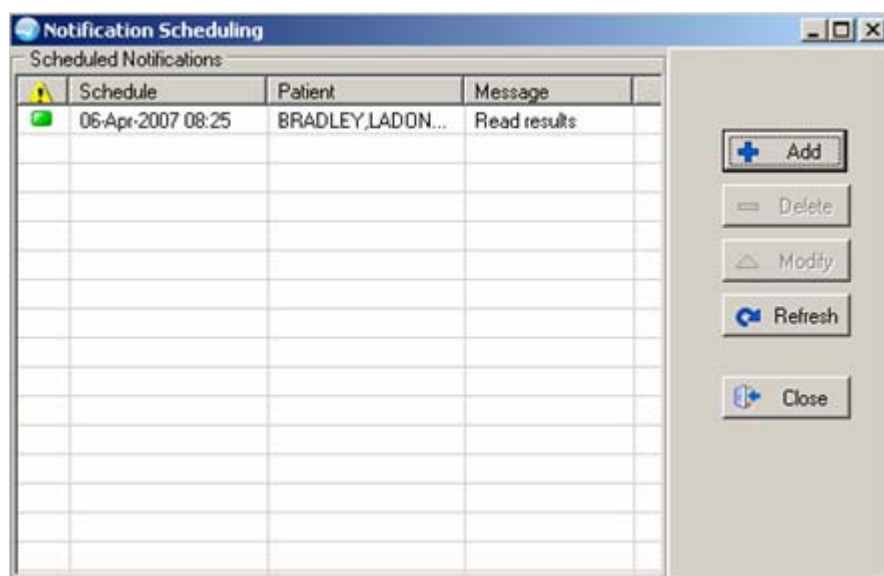 Notification Scheduling
Scheduled Notifications
Schedule Patient Message
06-Apr-2007 08:25 BRADLEY,LADON... Read results
Add
Delete
Modify
Refresh
Close